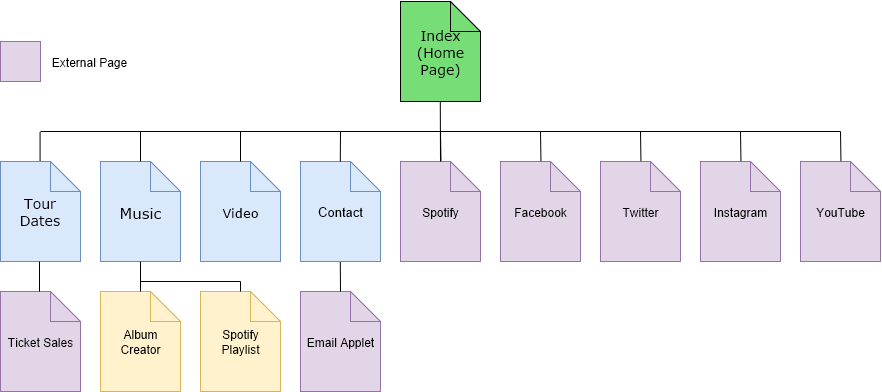 Index
(Home
Page)
External Page
Tour
Dates
Music
Video
Contact
Spotify
Facebook
Twitter
Instagram
YouTube
Ticket Sales
Album
Creator
Spotify
Playlist
Email Applet